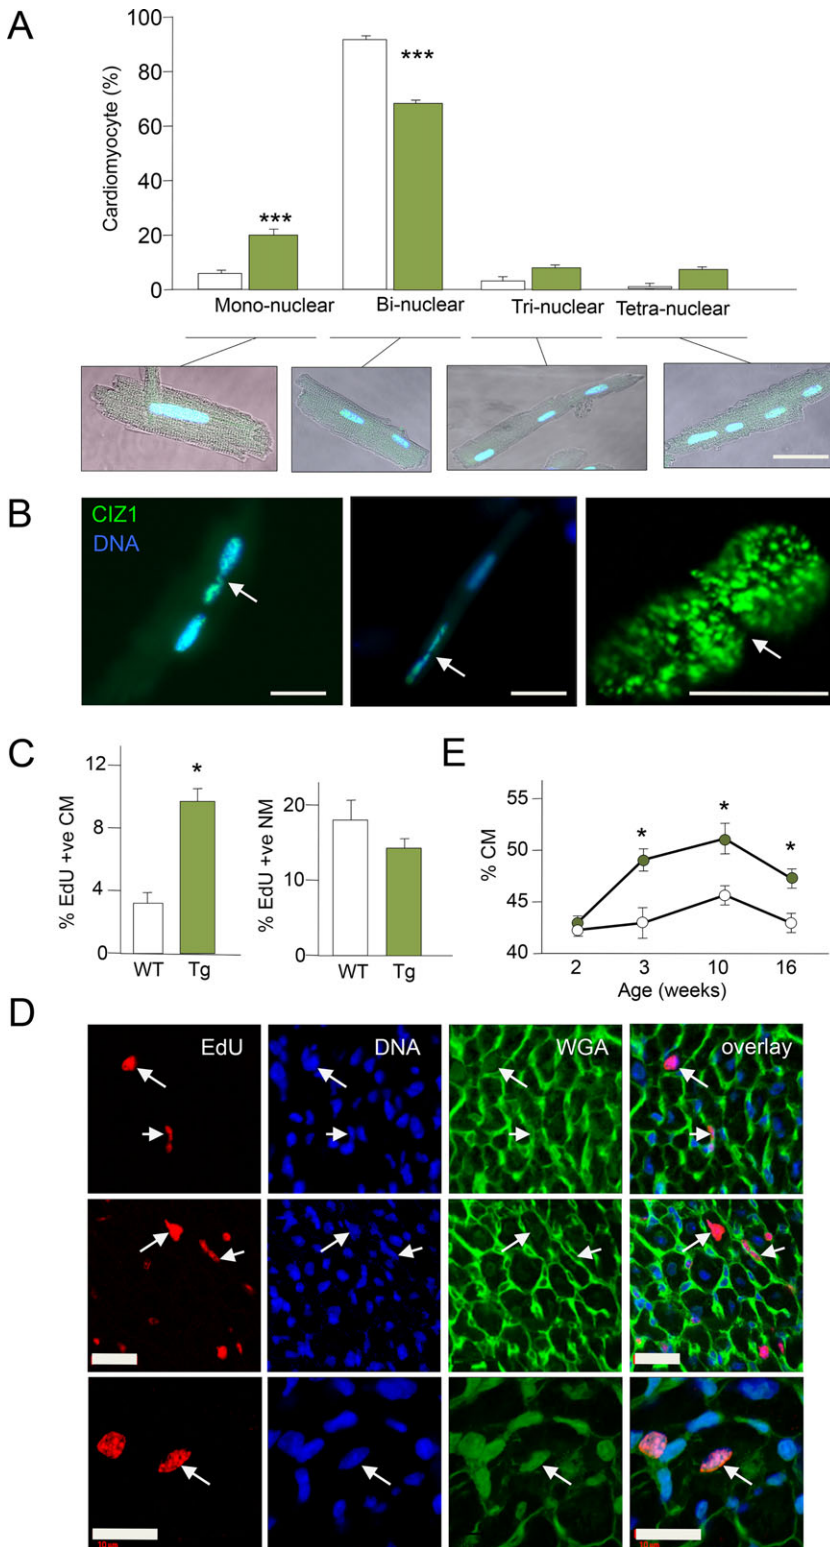 A
Cardiomyocyte (%)
100
80
60
40
20
0
***
***
Mono-nuclear Bi-nuclear Tri-nuclear Tetra-nuclear
B
CIZ1
DNA
C
% EdU +ve CM
12
8
4
0
*
WT Tg
% EdU +ve NM
20
10
0
WT Tg
E
% CM
55
50
45
40
*
*
*
2 3 10 16
Age (weeks)
D
EdU DNA WGA overlay
10 µm